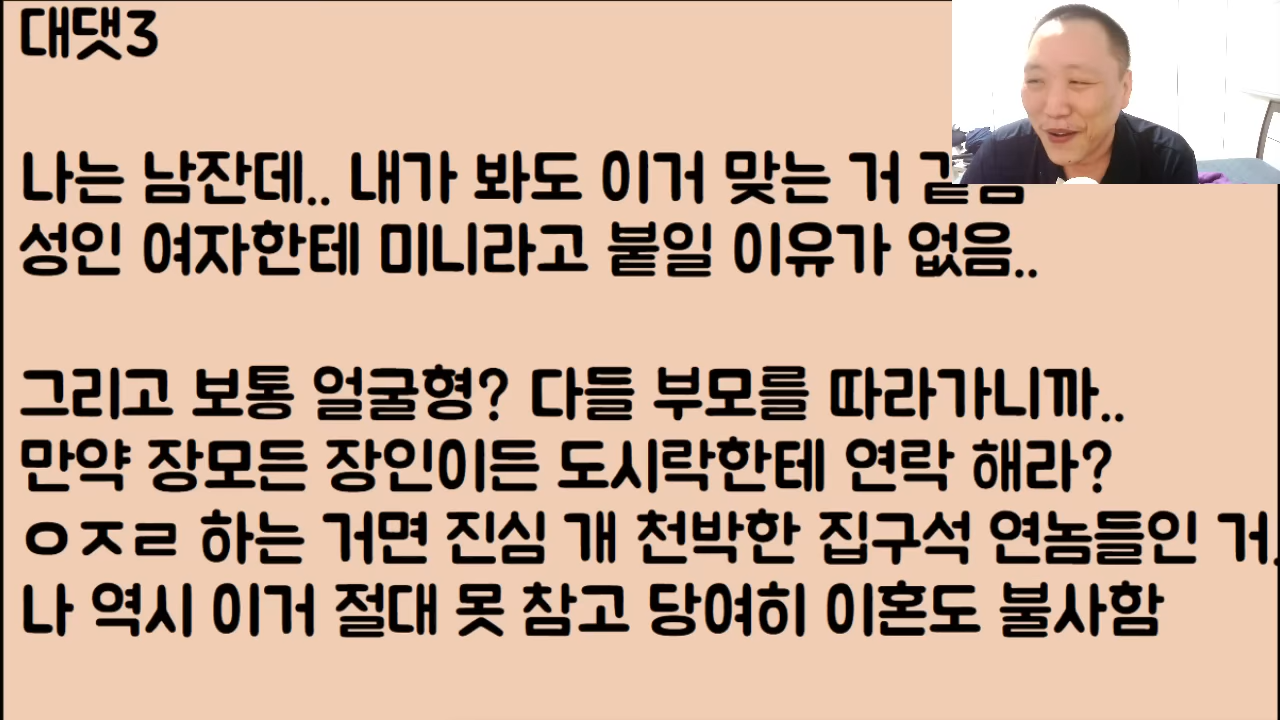 대댓3
나는 남잔데.. 내가 봐도 이거 맞는 거 같음
성인 여자한테 미니라고 붙일 이유가 없음..
그리고 보통 얼굴형? 다들 부모를 따라가니까..
만약 장모든 장인이든 도시락한테 연락 해라?
ㅇㅈㄹ 하는 거면 진심 개 천박한 집구석 연놈들인 거.
나 역시 이거 절대 못 참고 당여히 이혼도 불사함